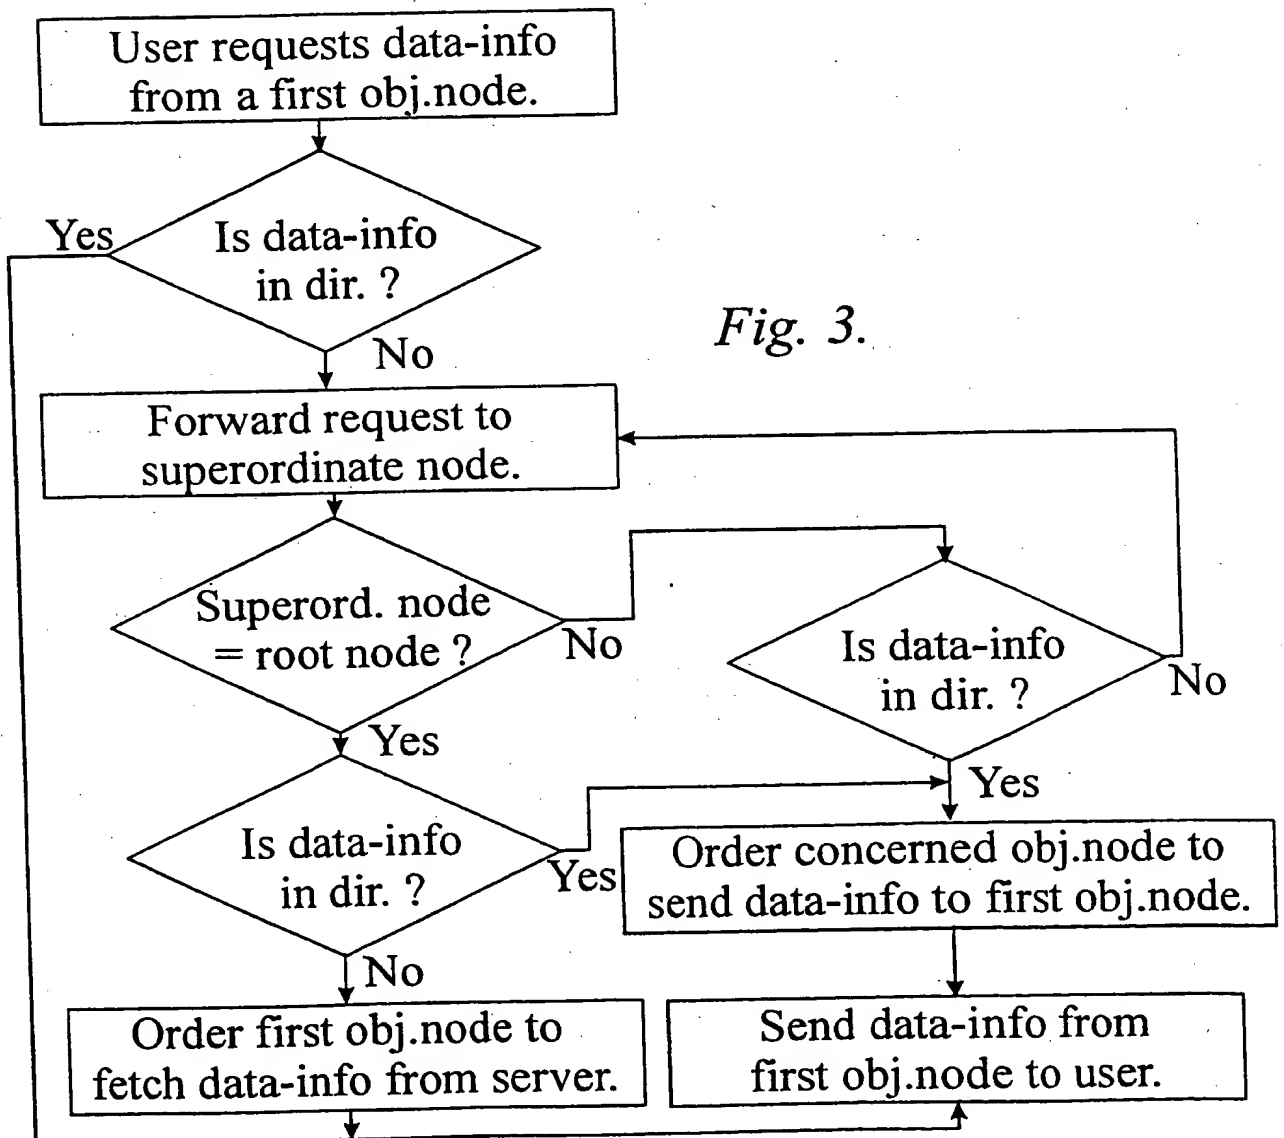 User requests data-info
from a first obj.node.
Yes
Is data-info
in dir. ?
No
Fig. 3.
Forward request to
superordinate node.
Superord. node
= root node ?
No
Is data-info
in dir. ?
No
Yes
Yes
Is data-info
in dir. ?
Yes
Order concerned obj.node to
send data-info to first obj.node.
No
Order first obj.node to
fetch data-info from server.
Send data-info from
first obj.node to user.